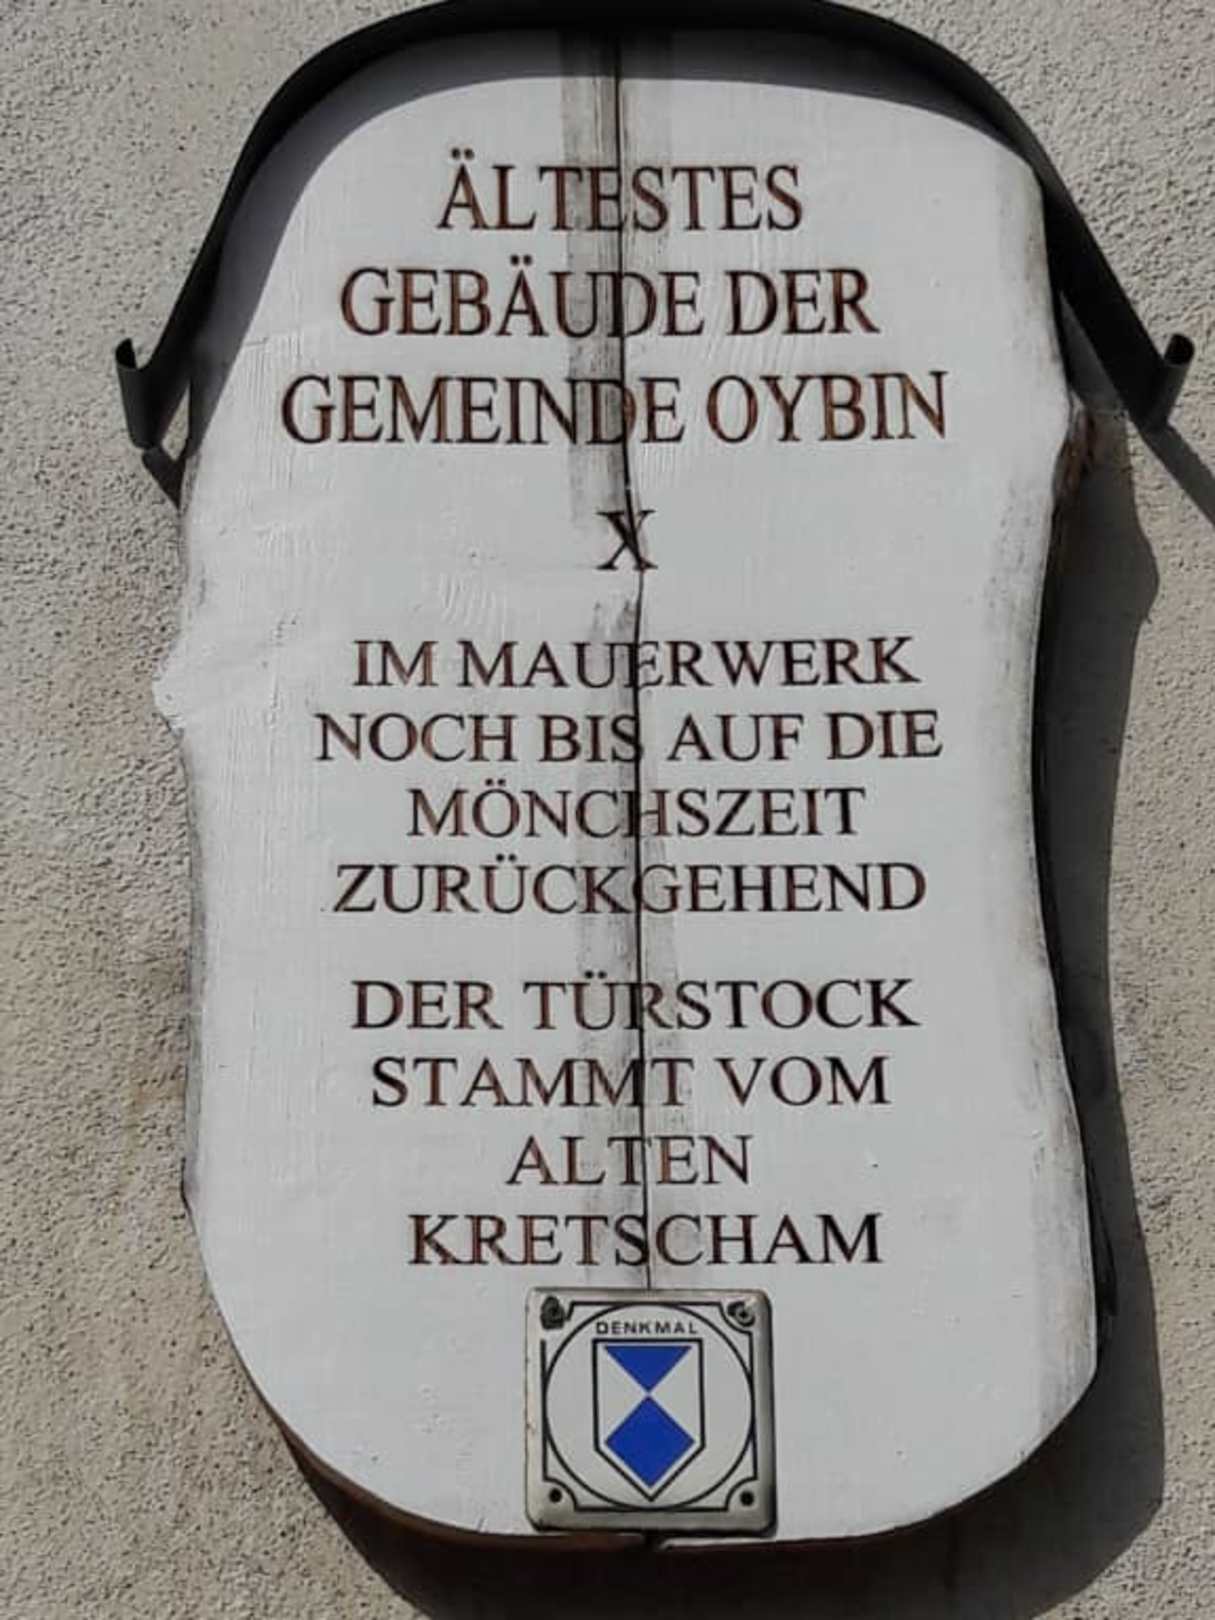 ÄLTESTES
GEBÄUDE DER
GEMEINDE OYBIN
X
IM MAUERWERK
NOCH BIS AUF DIE
MÖNCHSZEIT
ZURÜCKGEHEND
DER TÜRSTOCK
STAMMT VOM
ALTEN
KRETSCHAM
DENKMAL